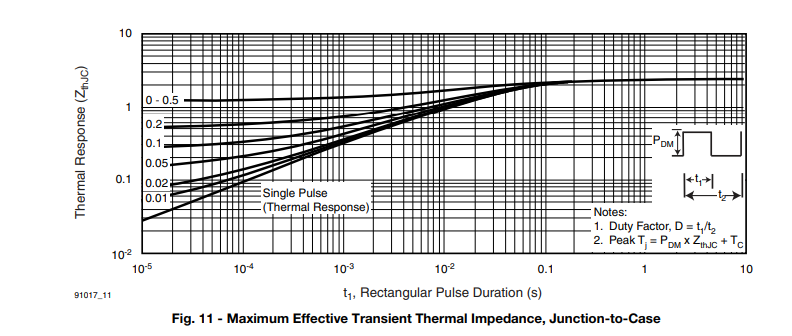 10
Thermal Response (ZthJC)
1
0 - 0.5
0.2
0.1
0.05
0.1
0.02
0.01
10-2
Single Pulse
(Thermal Response)
PDM
t1
t2
Notes:
1. Duty Factor, D = t1/t2
2. Peak Tj = PDM x ZthJC + TC
10-5 10-4 10-3 10-2 0.1 1 10
t1, Rectangular Pulse Duration (s)
91017_11
Fig. 11 - Maximum Effective Transient Thermal Impedance, Junction-to-Case